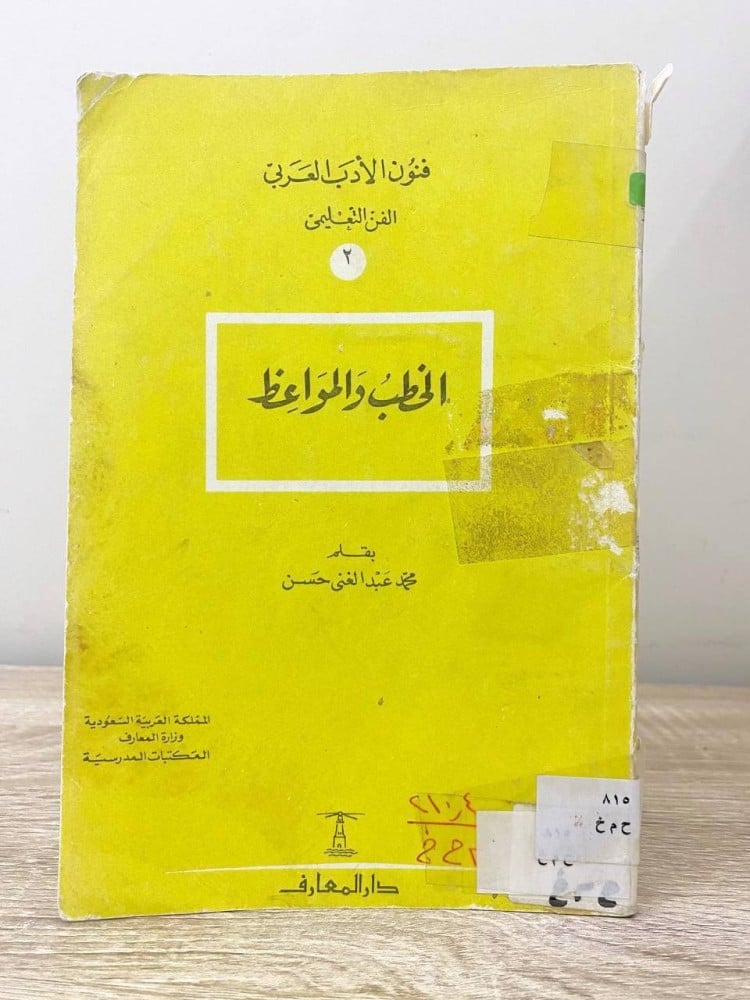 فنون الأدب العربي
الفن التعليمي
٢
الخطب والمواعظ
بقلم
محمد عبد الغني حسن
المملكة العربية السعودية
وزارة المعارف
المكتبات المدرسية
٨١٥
ح م خ
دار المعارف